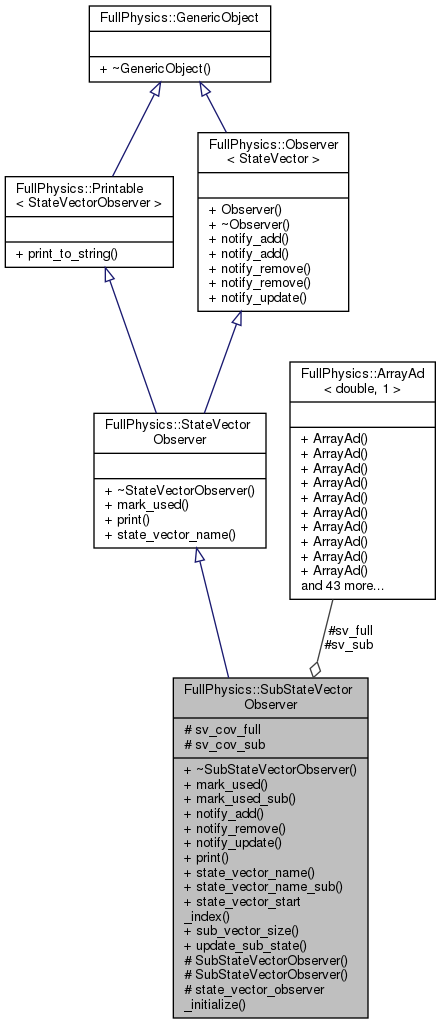 FullPhysics::GenericObject
+ ~GenericObject()
FullPhysics::Observer
< StateVector >
+ Observer()
+ ~Observer()
+ notify_add()
+ notify_add()
+ notify_remove()
+ notify_remove()
+ notify_update()
FullPhysics::Printable
< StateVectorObserver >
+ print_to_string()
FullPhysics::ArrayAd
< double, 1 >
+ ArrayAd()
+ ArrayAd()
+ ArrayAd()
+ ArrayAd()
+ ArrayAd()
+ ArrayAd()
+ ArrayAd()
+ ArrayAd()
+ ArrayAd()
+ ArrayAd()
and 43 more...
FullPhysics::StateVector
Observer
+ ~StateVectorObserver()
+ mark_used()
+ print()
+ state_vector_name()
#sv_full
#sv_sub
FullPhysics::SubStateVector
Observer
# sv_cov_full
# sv_cov_sub
+ ~SubStateVectorObserver()
+ mark_used()
+ mark_used_sub()
+ notify_add()
+ notify_remove()
+ notify_update()
+ print()
+ state_vector_name()
+ state_vector_name_sub()
+ state_vector_start
_index()
+ sub_vector_size()
+ update_sub_state()
# SubStateVectorObserver()
# SubStateVectorObserver()
# state_vector_observer
_initialize()